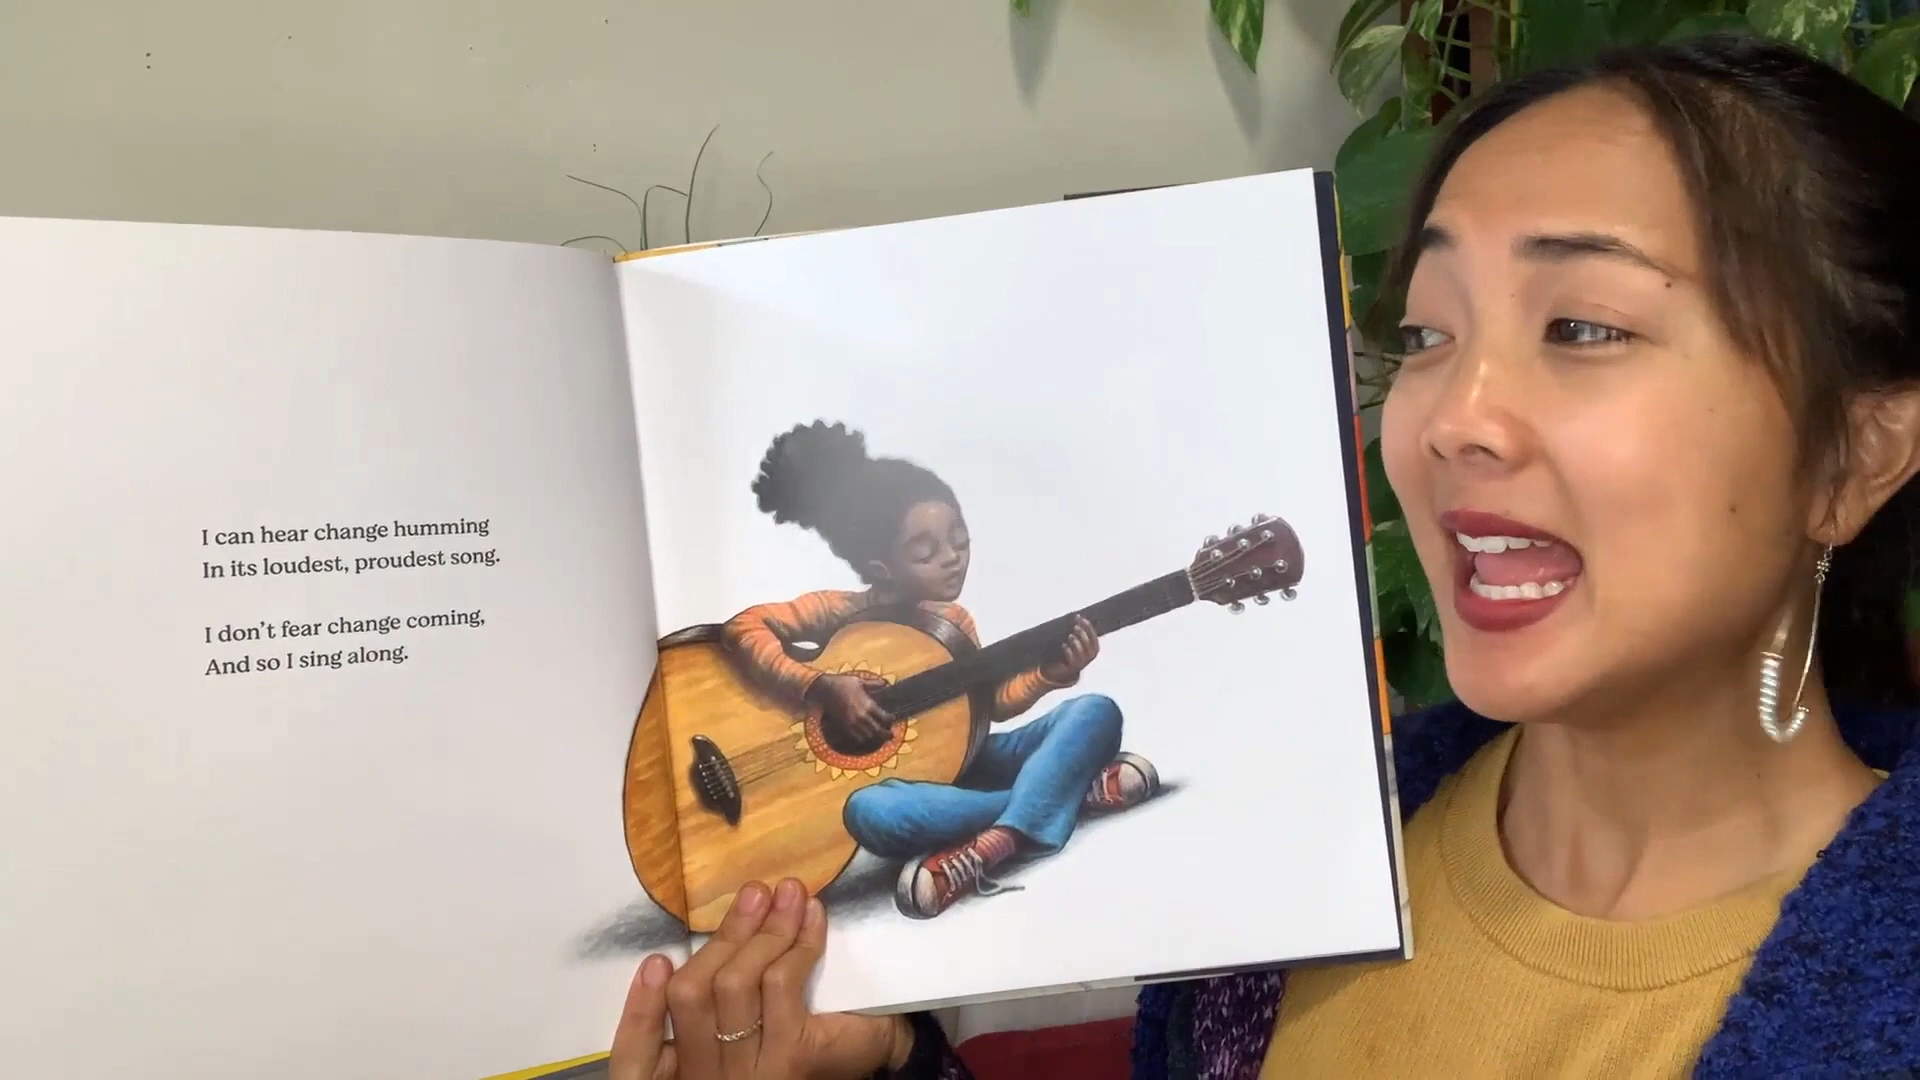 I can hear change humming
In its loudest, proudest song.
I don’t fear change coming,
And so I sing along.